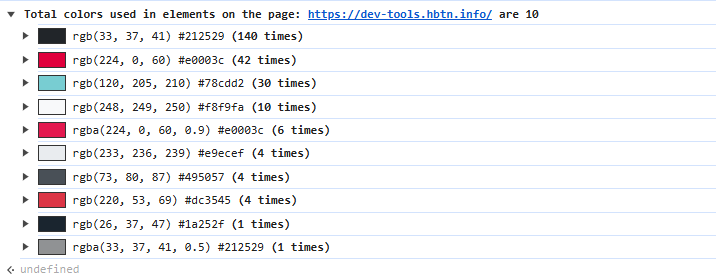 Total colors used in elements on the page: https://dev-tools.hbtn.info/ are 10
rgb(33, 37, 41) #212529 (140 times)
rgb(224, 0, 60) #e0003c (42 times)
rgb(120, 205, 210) #78cdd2 (30 times)
rgb(248, 249, 250) #f8f9fa (10 times)
rgba(224, 0, 60, 0.9) #e0003c (6 times)
rgb(233, 236, 239) #e9ecef (4 times)
rgb(73, 80, 87) #495057 (4 times)
rgb(220, 53, 69) #dc3545 (4 times)
rgb(26, 37, 47) #1a252f (1 times)
rgba(33, 37, 41, 0.5) #212529 (1 times)
undefined